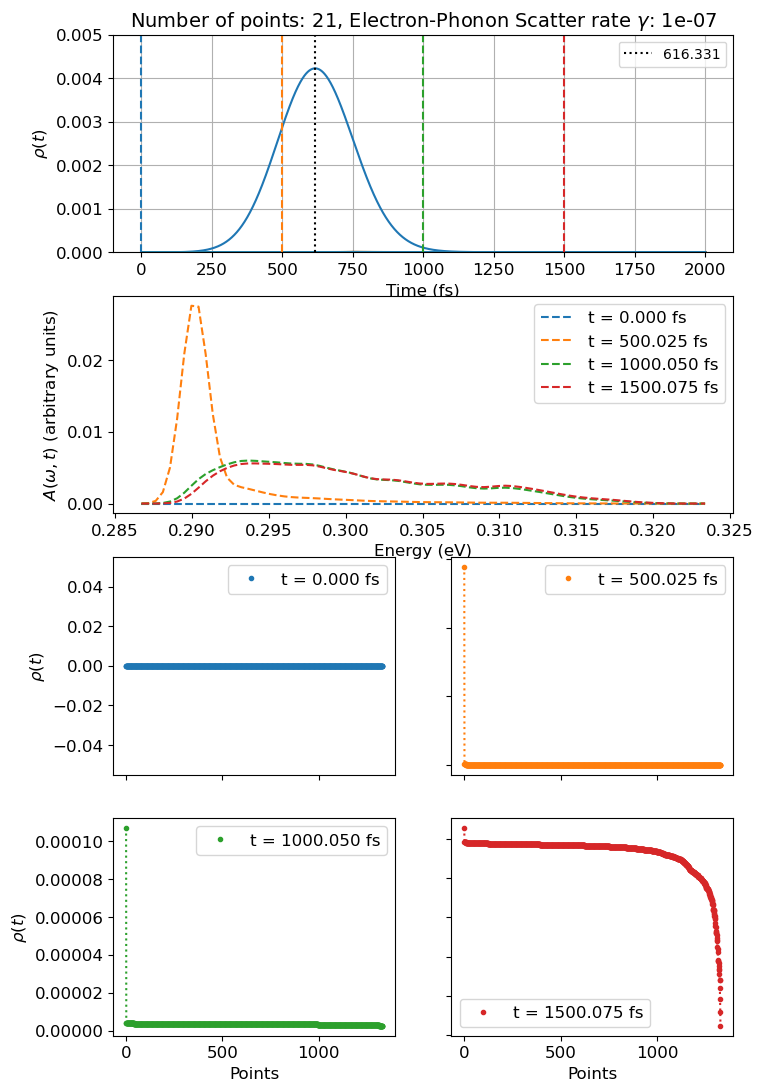 Number of points: 21, Electron-Phonon Scatter rate γ: 1e-07
0.005
0.004
0.003
0.002
0.001
0.000
ρ(t)
616.331
0 250 500 750 1000 1250 1500 1750 2000
Time (fs)
A(ω, t) (arbitrary units)
0.02
0.01
0.00
t = 0.000 fs
t = 500.025 fs
t = 1000.050 fs
t = 1500.075 fs
0.285 0.290 0.295 0.300 0.305 0.310 0.315 0.320 0.325
Energy (eV)
ρ(t)
0.04
0.02
0.00
−0.02
−0.04
t = 0.000 fs
t = 500.025 fs
ρ(t)
0.00010
0.00008
0.00006
0.00004
0.00002
0.00000
t = 1000.050 fs
t = 1500.075 fs
0 500 1000
0 1000
Points
Points